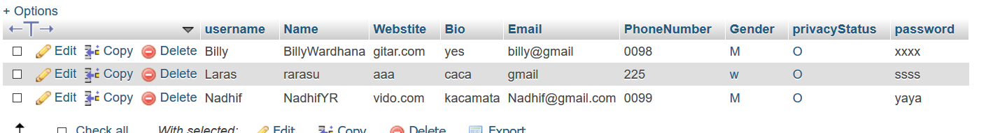 + Options
←T→ username Name Webstite Bio Email PhoneNumber Gender privacyStatus password
Edit Copy Delete Billy BillyWardhana gitar.com yes billy@gmail 0098 M O xxxx
Edit Copy Delete Laras rarasu aaa caca gmail 225 w O ssss
Edit Copy Delete Nadhif NadhifYR vido.com kacamata Nadhif@gmail.com 0099 M O yaya
Check all With selected: Edit Copy Delete Export